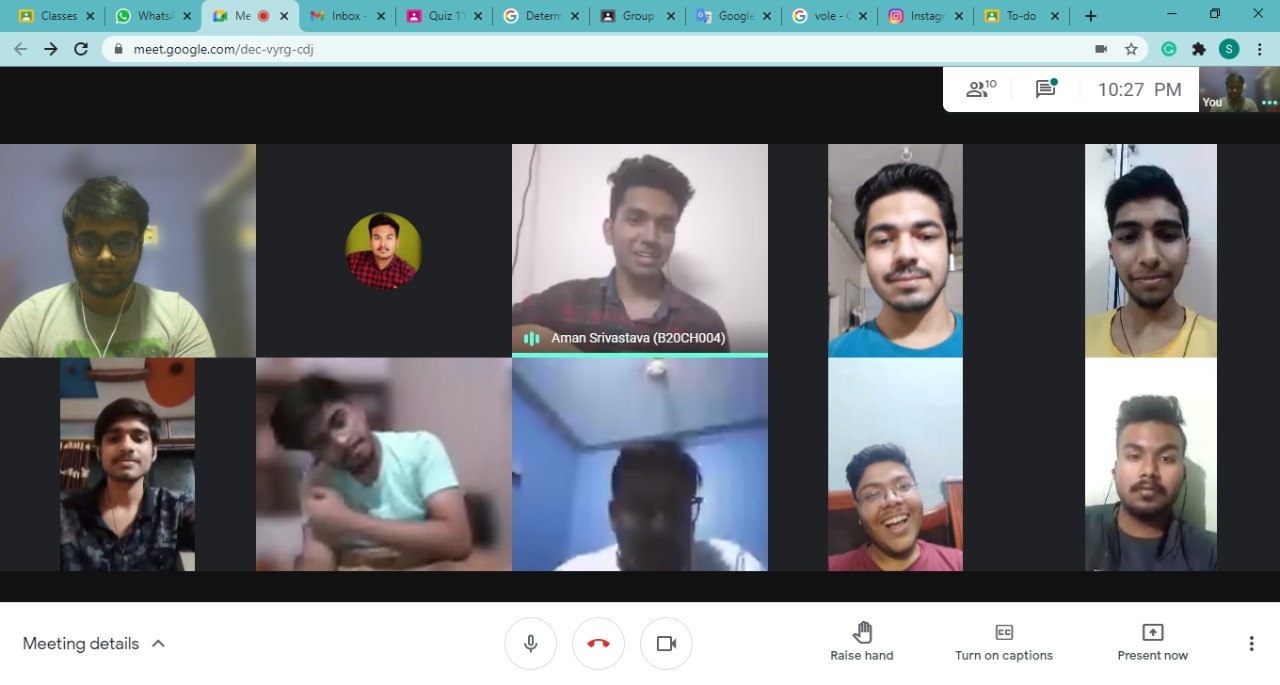 Classes
WhatsA
Me
Inbox -
Quiz 11
Determ
Group
Google
vole - G
Instagr
To-do
meet.google.com/dec-vyrg-cdj
S
10
10:27 PM
You
Aman Srivastava (B20CH004)
Meeting details
CC
Raise hand
Turn on captions
Present now